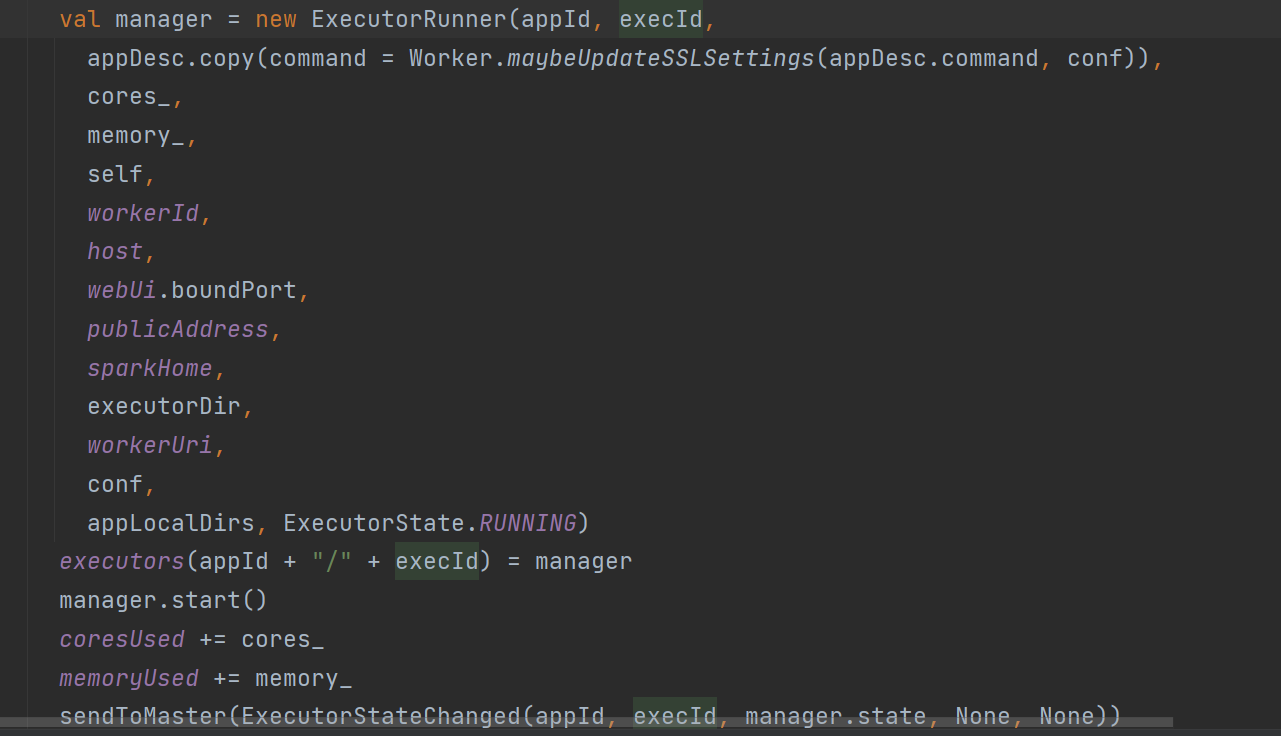 val manager = new ExecutorRunner(appId, execId,
appDesc.copy(command = Worker.maybeUpdateSSLSettings(appDesc.command, conf)),
cores_,
memory_,
self,
workerId,
host,
webUi.boundPort,
publicAddress,
sparkHome,
executorDir,
workerUri,
conf,
appLocalDirs, ExecutorState.RUNNING)
executors(appId + "/" + execId) = manager
manager.start()
coresUsed += cores_
memoryUsed += memory_
sendToMaster(ExecutorStateChanged(appId, execId, manager.state, None, None))